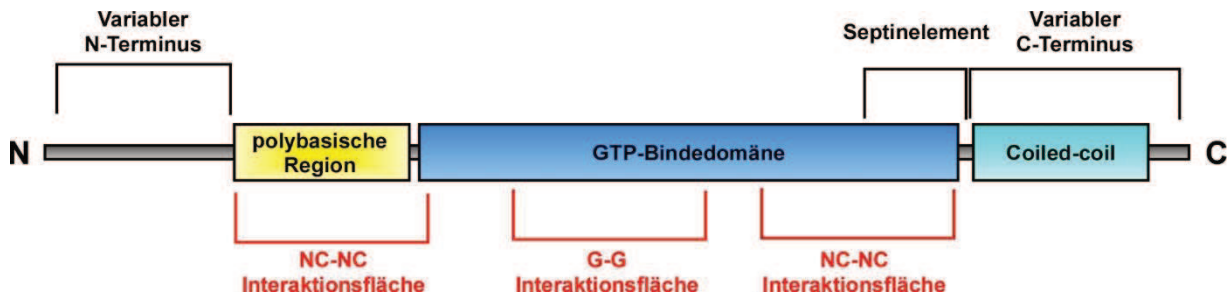 Variabler
N-Terminus
Septinelement
Variabler
C-Terminus
N
polybasische
Region
GTP-Bindedomäne
Coiled-coil
C
NC-NC
Interaktionsfläche
G-G
Interaktionsfläche
NC-NC
Interaktionsfläche